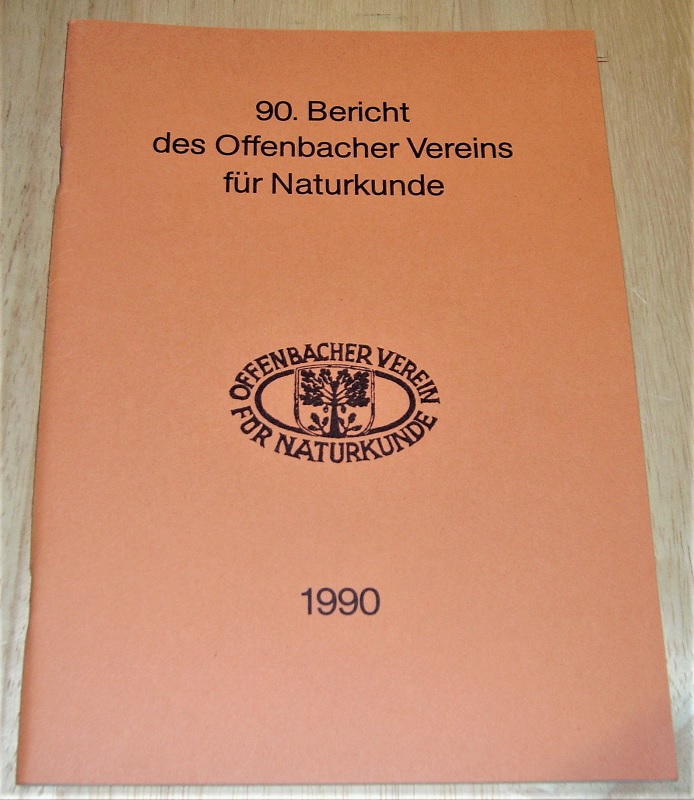 90. Bericht
des Offenbacher Vereins
für Naturkunde
OFFENBACHER VEREIN
FÜR NATURKUNDE
1990